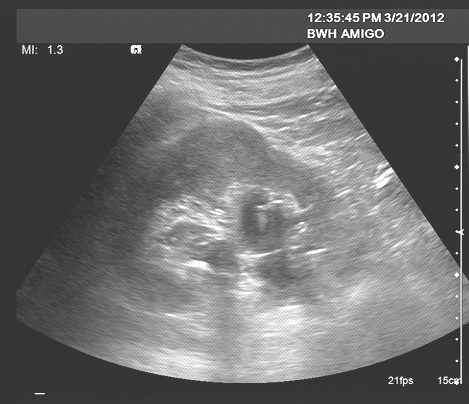 12:35:45 PM 3/21/2012
BWH AMIGO
MI: 1.3
21fps 15cm